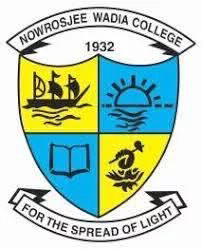 NOWROSJEE WADIA COLLEGE
1932
FOR THE SPREAD OF LIGHT